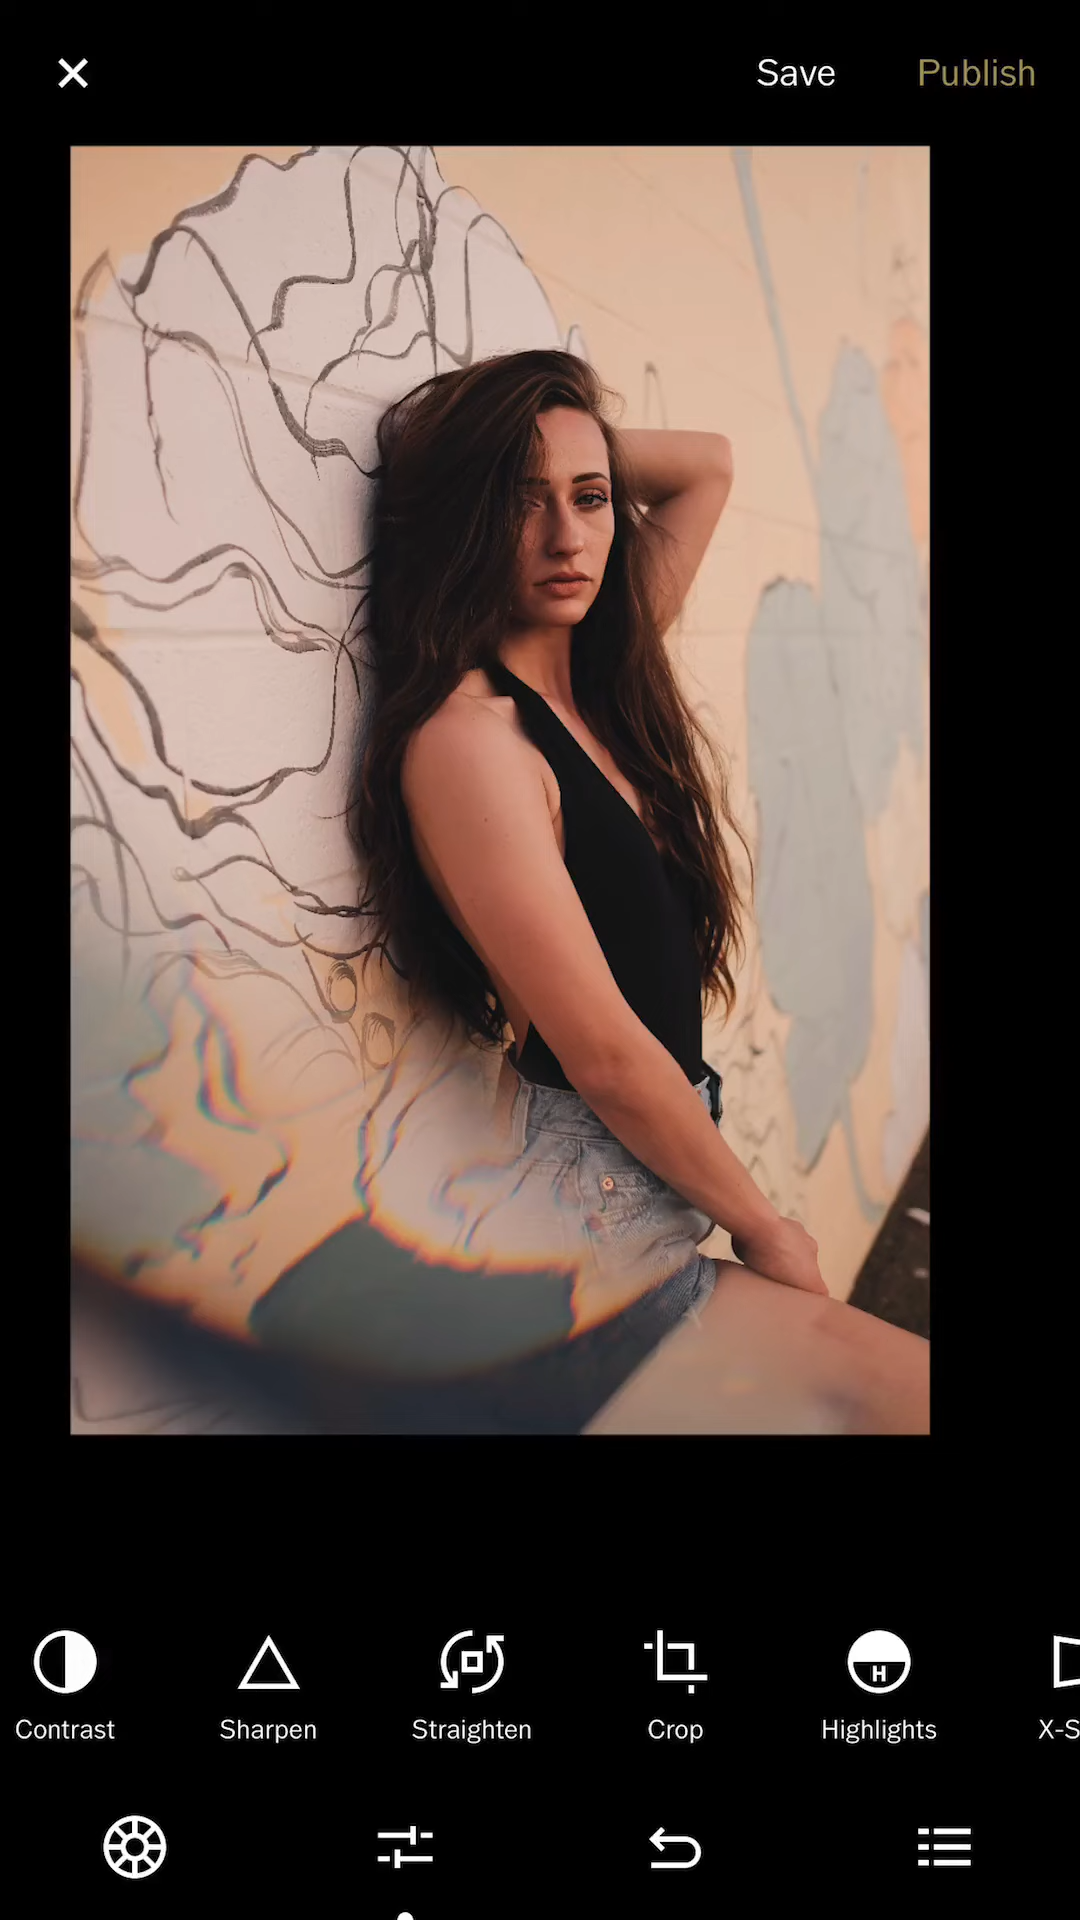 Save
Publish
Contrast
Sharpen
Straighten
Crop
Highlights
X-S
H